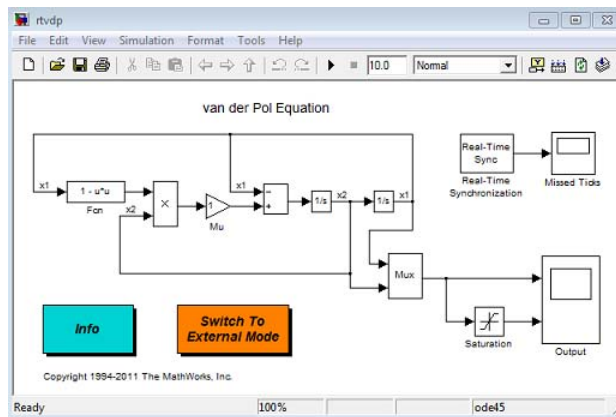 rtvdp
File Edit View Simulation Format Tools Help
10.0 Normal
van der Pol Equation
x1
1 - u*u
Fcn
x2
×
1
Mu
x1
−
+
1/s
x2
1/s
x1
Real-Time
Sync
Real-Time
Synchronization
Missed Ticks
Mux
Saturation
Output
Info
Switch To
External Mode
Copyright 1994-2011 The MathWorks, Inc.
Ready 100% ode45